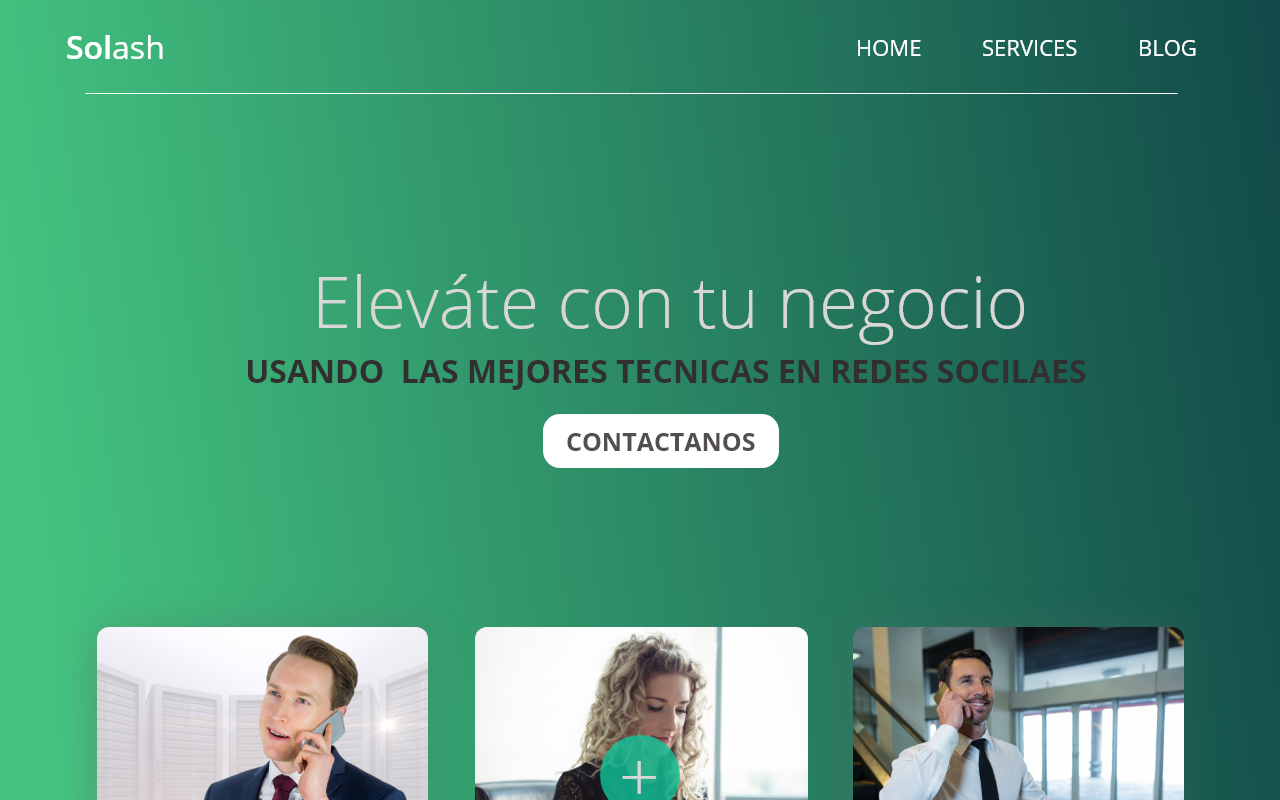 Solash
HOME SERVICES BLOG
Eleváte con tu negocio
USANDO LAS MEJORES TECNICAS EN REDES SOCILAES
CONTACTANOS